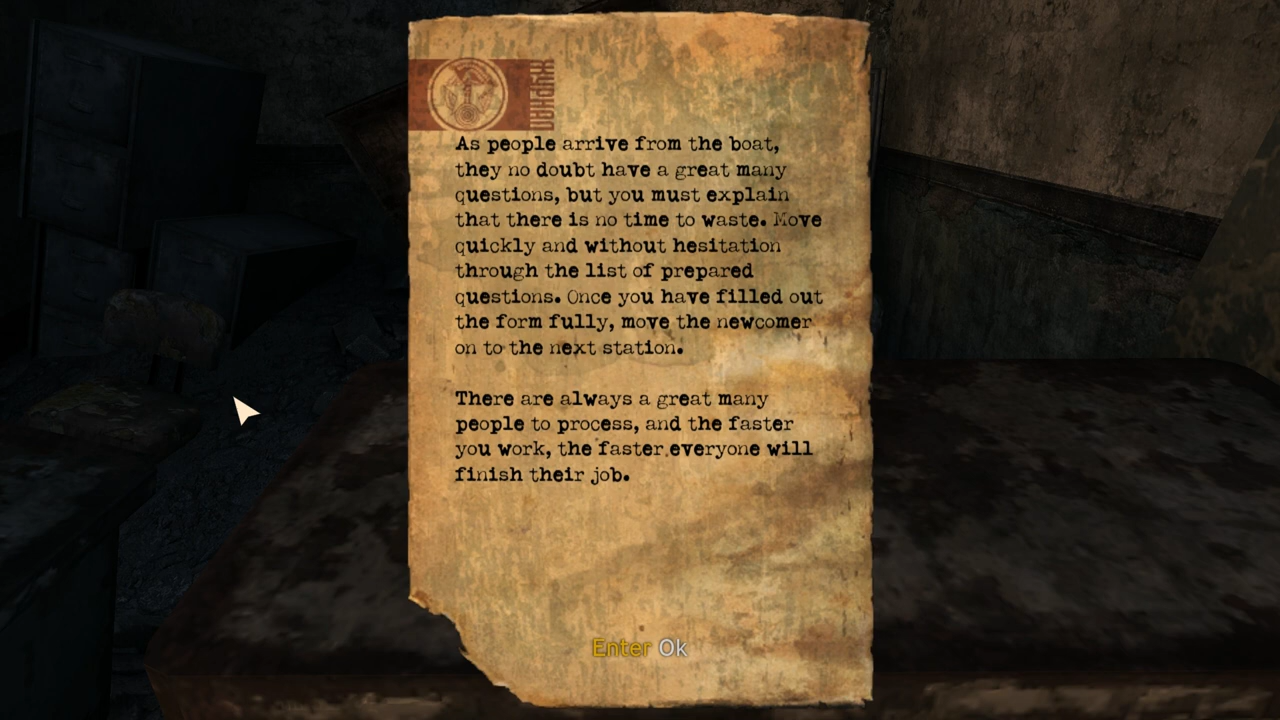 As people arrive from the boat,
they no doubt have a great many
questions, but you must explain
that there is no time to waste. Move
quickly and without hesitation
through the list of prepared
questions. Once you have filled out
the form fully, move the newcomer
on to the next station.
There are always a great many
people to process, and the faster
you work, the faster everyone will
finish their job.
Enter Ok